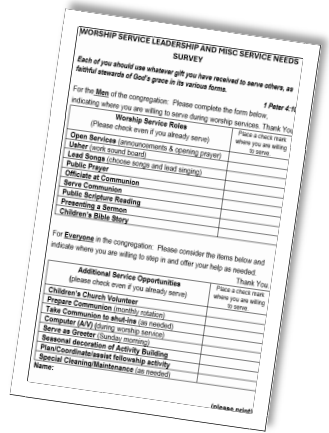 WORSHIP SERVICE LEADERSHIP AND MISC SERVICE NEEDS
SURVEY
Each of you should use whatever gift you have received to serve others, as
faithful stewards of God's grace in its various forms.
1 Peter 4:10
For the Men of the congregation: Please complete the form below,
indicating where you are willing to serve during worship services. Thank You
Worship Service Roles
(Please check even if you already serve)
Place a check mark
where you are willing
to serve
Open Services (announcements & opening prayer)
Usher (work sound board)
Lead Songs (choose songs and lead singing)
Public Prayer
Officiate at Communion
Serve Communion
Public Scripture Reading
Presenting a Sermon
Children's Bible Story
For Everyone in the congregation: Please consider the items below and
indicate where you are willing to step in and offer your help as needed.
Thank You
Additional Service Opportunities
(please check even if you already serve)
Place a check mark
where you are willing
to serve
Children's Church Volunteer
Prepare Communion (monthly rotation)
Take Communion to shut-ins (as needed)
Computer (A/V) (during worship service)
Serve as Greeter (Sunday morning)
Seasonal decoration of Activity Building
Plan/Coordinate/assist fellowship activity
Special Cleaning/Maintenance (as needed)
Name:
(please print)